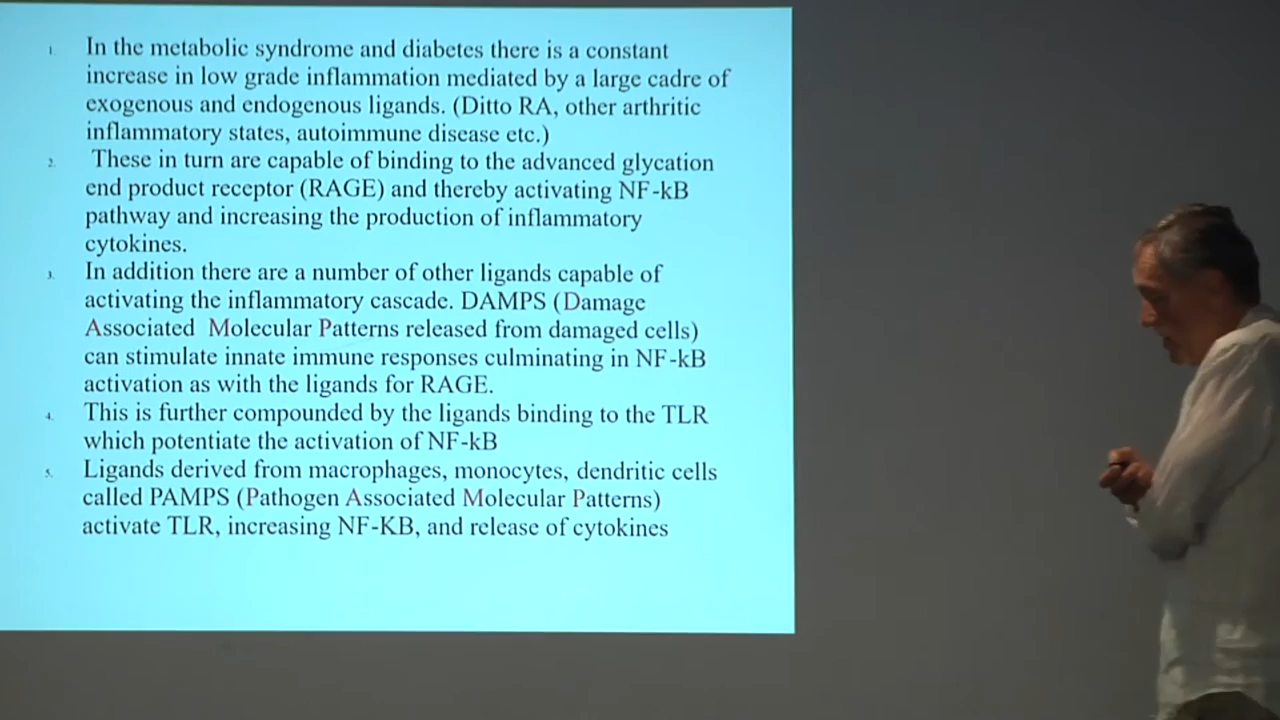 1. In the metabolic syndrome and diabetes there is a constant
increase in low grade inflammation mediated by a large cadre of
exogenous and endogenous ligands. (Ditto RA, other arthritic
inflammatory states, autoimmune disease etc.)
2. These in turn are capable of binding to the advanced glycation
end product receptor (RAGE) and thereby activating NF-kB
pathway and increasing the production of inflammatory
cytokines.
3. In addition there are a number of other ligands capable of
activating the inflammatory cascade. DAMPS (Damage
Associated Molecular Patterns released from damaged cells)
can stimulate innate immune responses culminating in NF-kB
activation as with the ligands for RAGE.
4. This is further compounded by the ligands binding to the TLR
which potentiate the activation of NF-kB
5. Ligands derived from macrophages, monocytes, dendritic cells
called PAMPS (Pathogen Associated Molecular Patterns)
activate TLR, increasing NF-KB, and release of cytokines